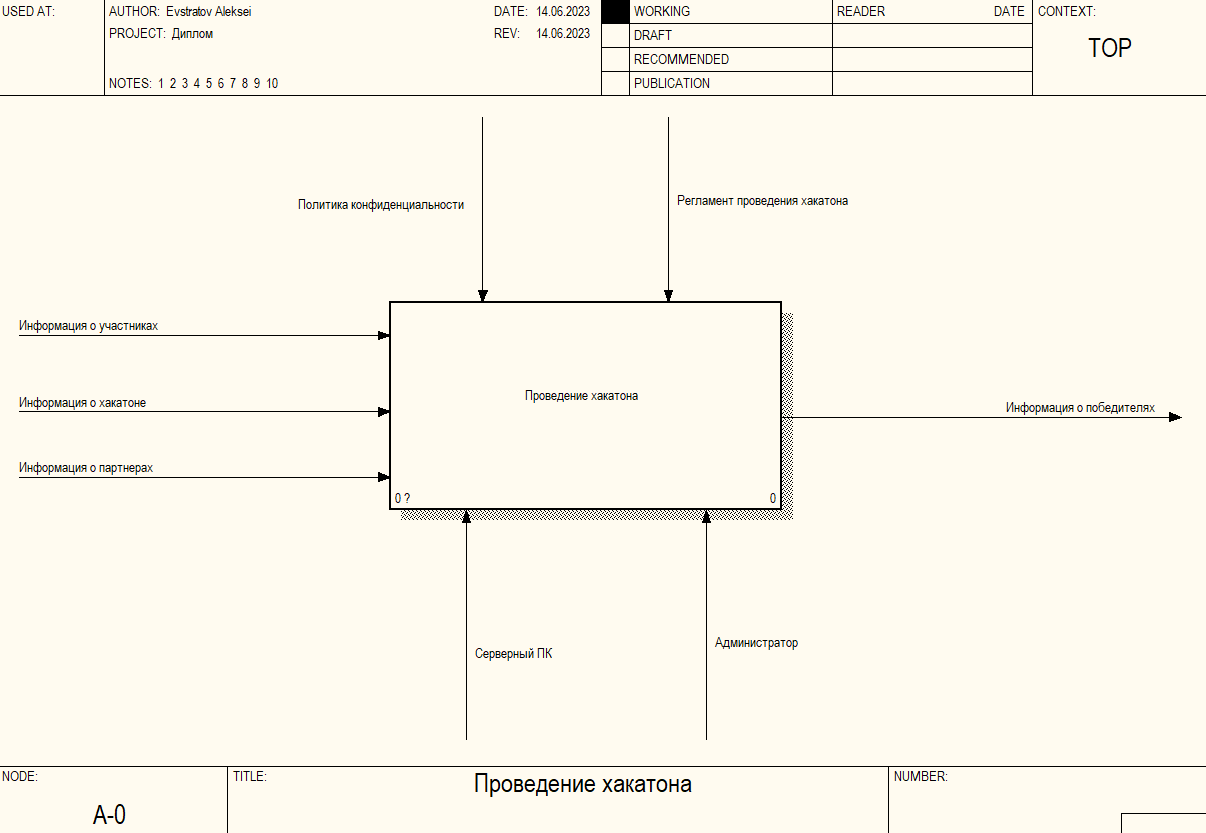 USED AT:
AUTHOR: Evstratov Aleksei
DATE: 14.06.2023
PROJECT: Диплом
REV: 14.06.2023
NOTES: 1 2 3 4 5 6 7 8 9 10
WORKING
DRAFT
RECOMMENDED
PUBLICATION
READER DATE
CONTEXT:
TOP
Политика конфиденциальности
Регламент проведения хакатона
Информация о участниках
Информация о хакатоне
Информация о партнерах
Проведение хакатона
0 ? 0
Информация о победителях
Серверный ПК
Администратор
NODE:
A-0
TITLE:
Проведение хакатона
NUMBER: